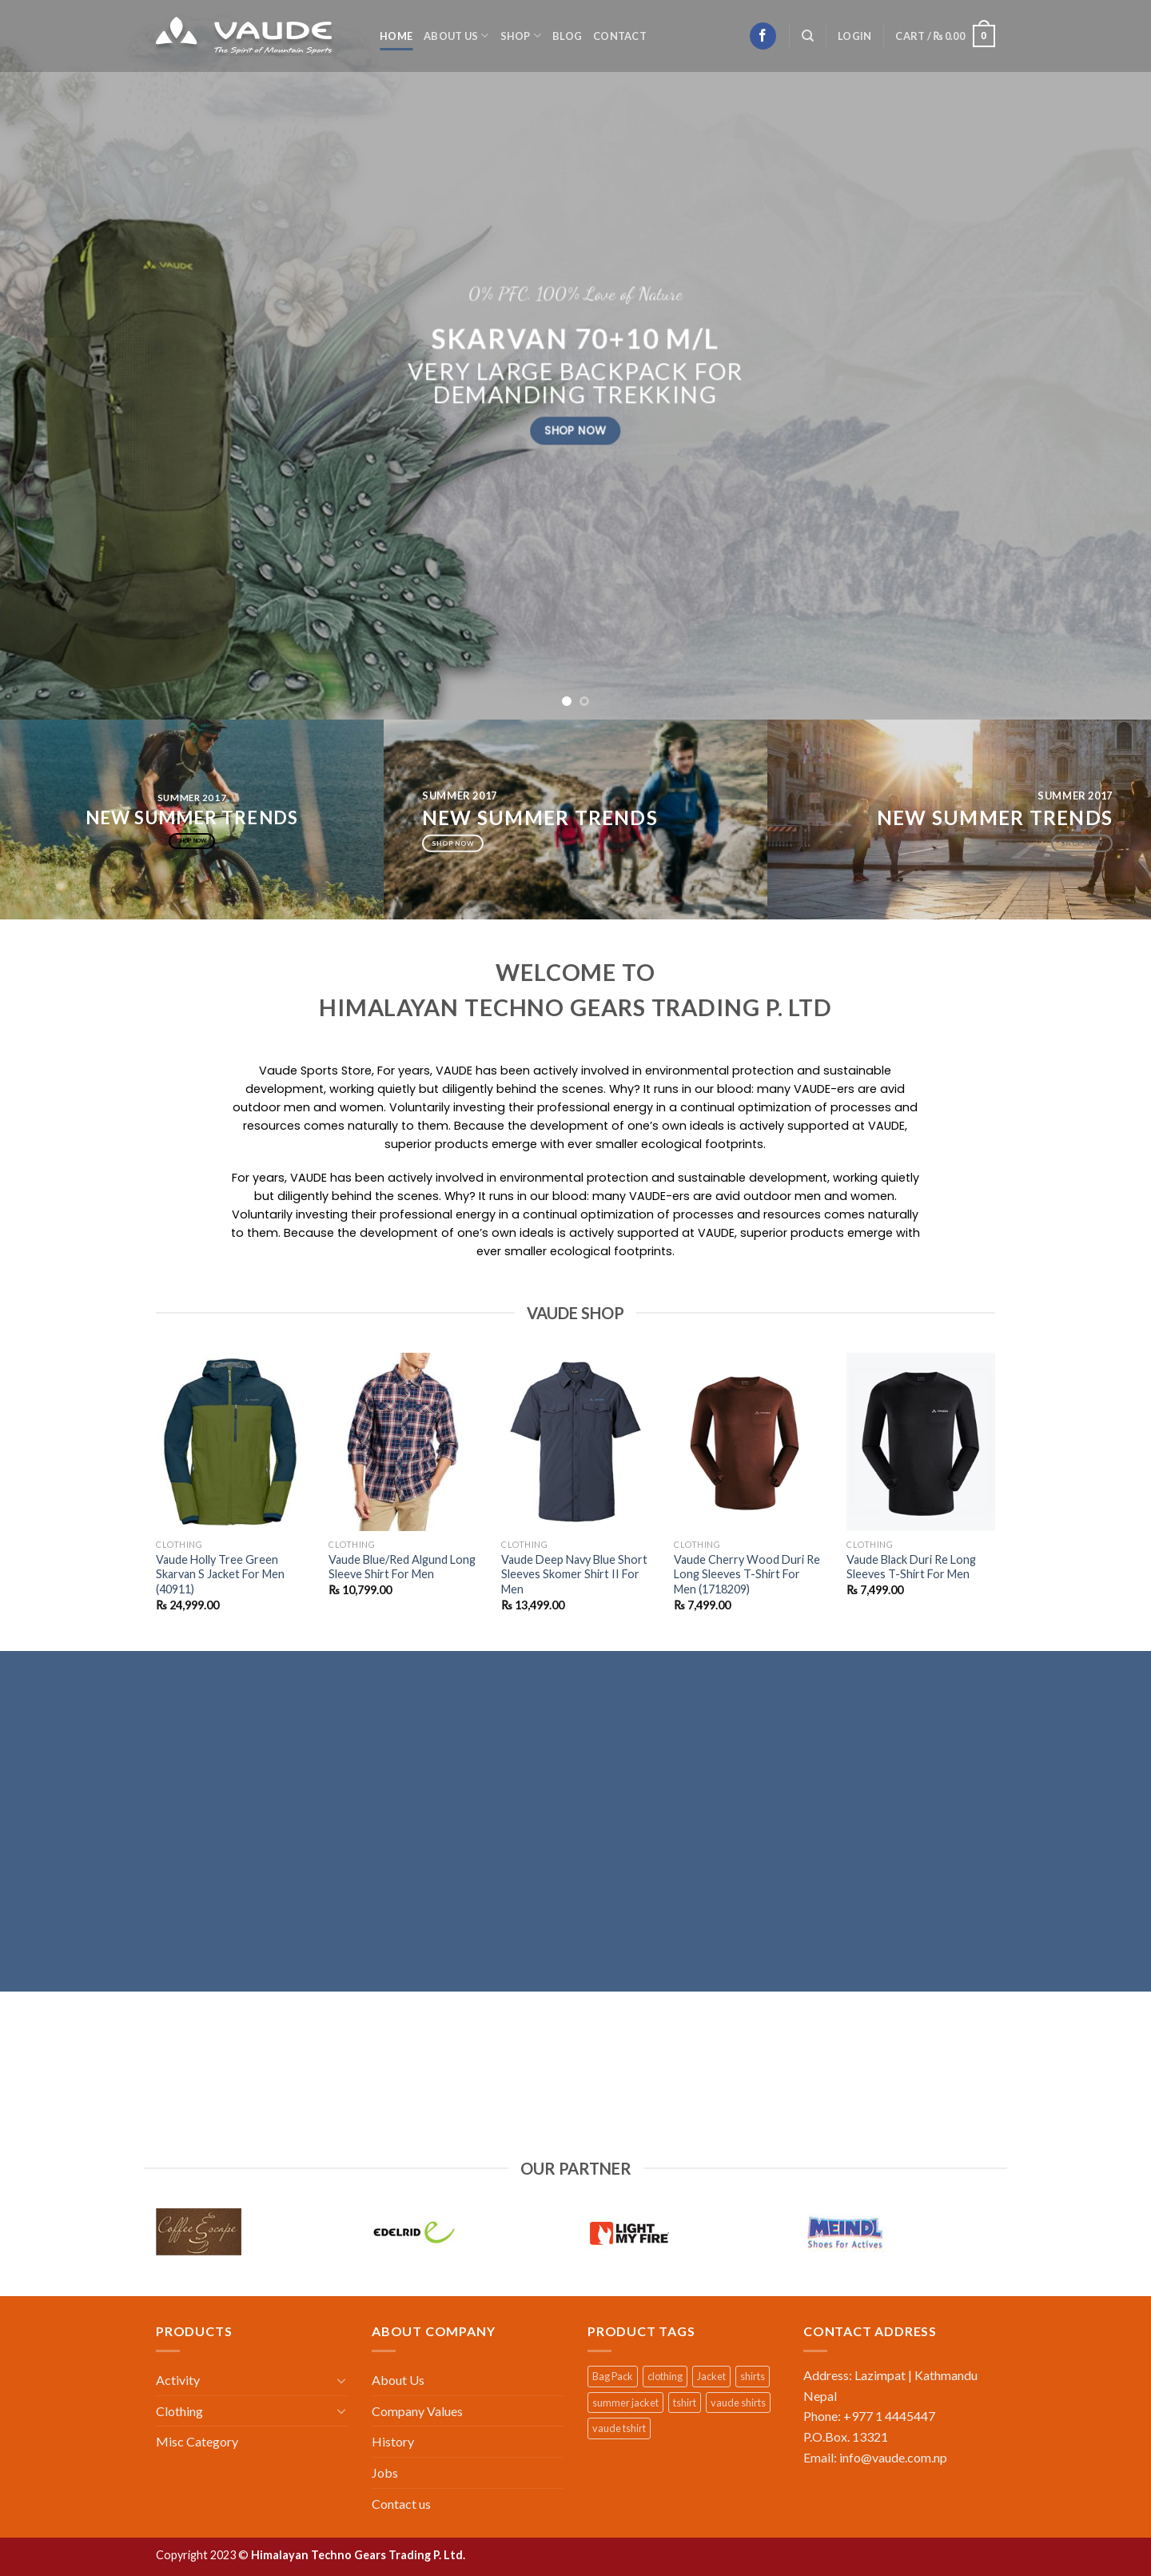 VAUDE
The Spirit of Mountain Sports
HOME ABOUT US SHOP BLOG CONTACT
LOGIN
CART / ₨ 0.00 0
VAUDE
0% PFC. 100% Love of Nature
SKARVAN 70+10 M/L
VERY LARGE BACKPACK FOR
DEMANDING TREKKING
SHOP NOW
SUMMER 2017
NEW SUMMER TRENDS
SHOP NOW
SUMMER 2017
NEW SUMMER TRENDS
SHOP NOW
SUMMER 2017
NEW SUMMER TRENDS
WELCOME TO
HIMALAYAN TECHNO GEARS TRADING P. LTD
Vaude Sports Store, For years, VAUDE has been actively involved in environmental protection and sustainable
development, working quietly but diligently behind the scenes. Why? It runs in our blood: many VAUDE-ers are avid
outdoor men and women. Voluntarily investing their professional energy in a continual optimization of processes and
resources comes naturally to them. Because the development of one’s own ideals is actively supported at VAUDE,
superior products emerge with ever smaller ecological footprints.
For years, VAUDE has been actively involved in environmental protection and sustainable development, working quietly
but diligently behind the scenes. Why? It runs in our blood: many VAUDE-ers are avid outdoor men and women.
Voluntarily investing their professional energy in a continual optimization of processes and resources comes naturally
to them. Because the development of one’s own ideals is actively supported at VAUDE, superior products emerge with
ever smaller ecological footprints.
VAUDE SHOP
CLOTHING
Vaude Holly Tree Green
Skarvan S Jacket For Men
(40911)
₨ 24,999.00
CLOTHING
Vaude Blue/Red Algund Long
Sleeve Shirt For Men
₨ 10,799.00
CLOTHING
Vaude Deep Navy Blue Short
Sleeves Skomer Shirt II For
Men
₨ 13,499.00
CLOTHING
Vaude Cherry Wood Duri Re
Long Sleeves T-Shirt For
Men (1718209)
₨ 7,499.00
CLOTHING
Vaude Black Duri Re Long
Sleeves T-Shirt For Men
₨ 7,499.00
OUR PARTNER
Coffee Escape
EDELRID
LIGHT
MY FIRE
MEINDL
Shoes For Actives
PRODUCTS
Activity
Clothing
Misc Category
ABOUT COMPANY
About Us
Company Values
History
Jobs
Contact us
PRODUCT TAGS
Bag Pack clothing Jacket shirts
summer jacket tshirt vaude shirts
vaude tshirt
CONTACT ADDRESS
Address: Lazimpat | Kathmandu
Nepal
Phone: +977 1 4445447
P.O.Box. 13321
Email: info@vaude.com.np
Copyright 2023 © Himalayan Techno Gears Trading P. Ltd.